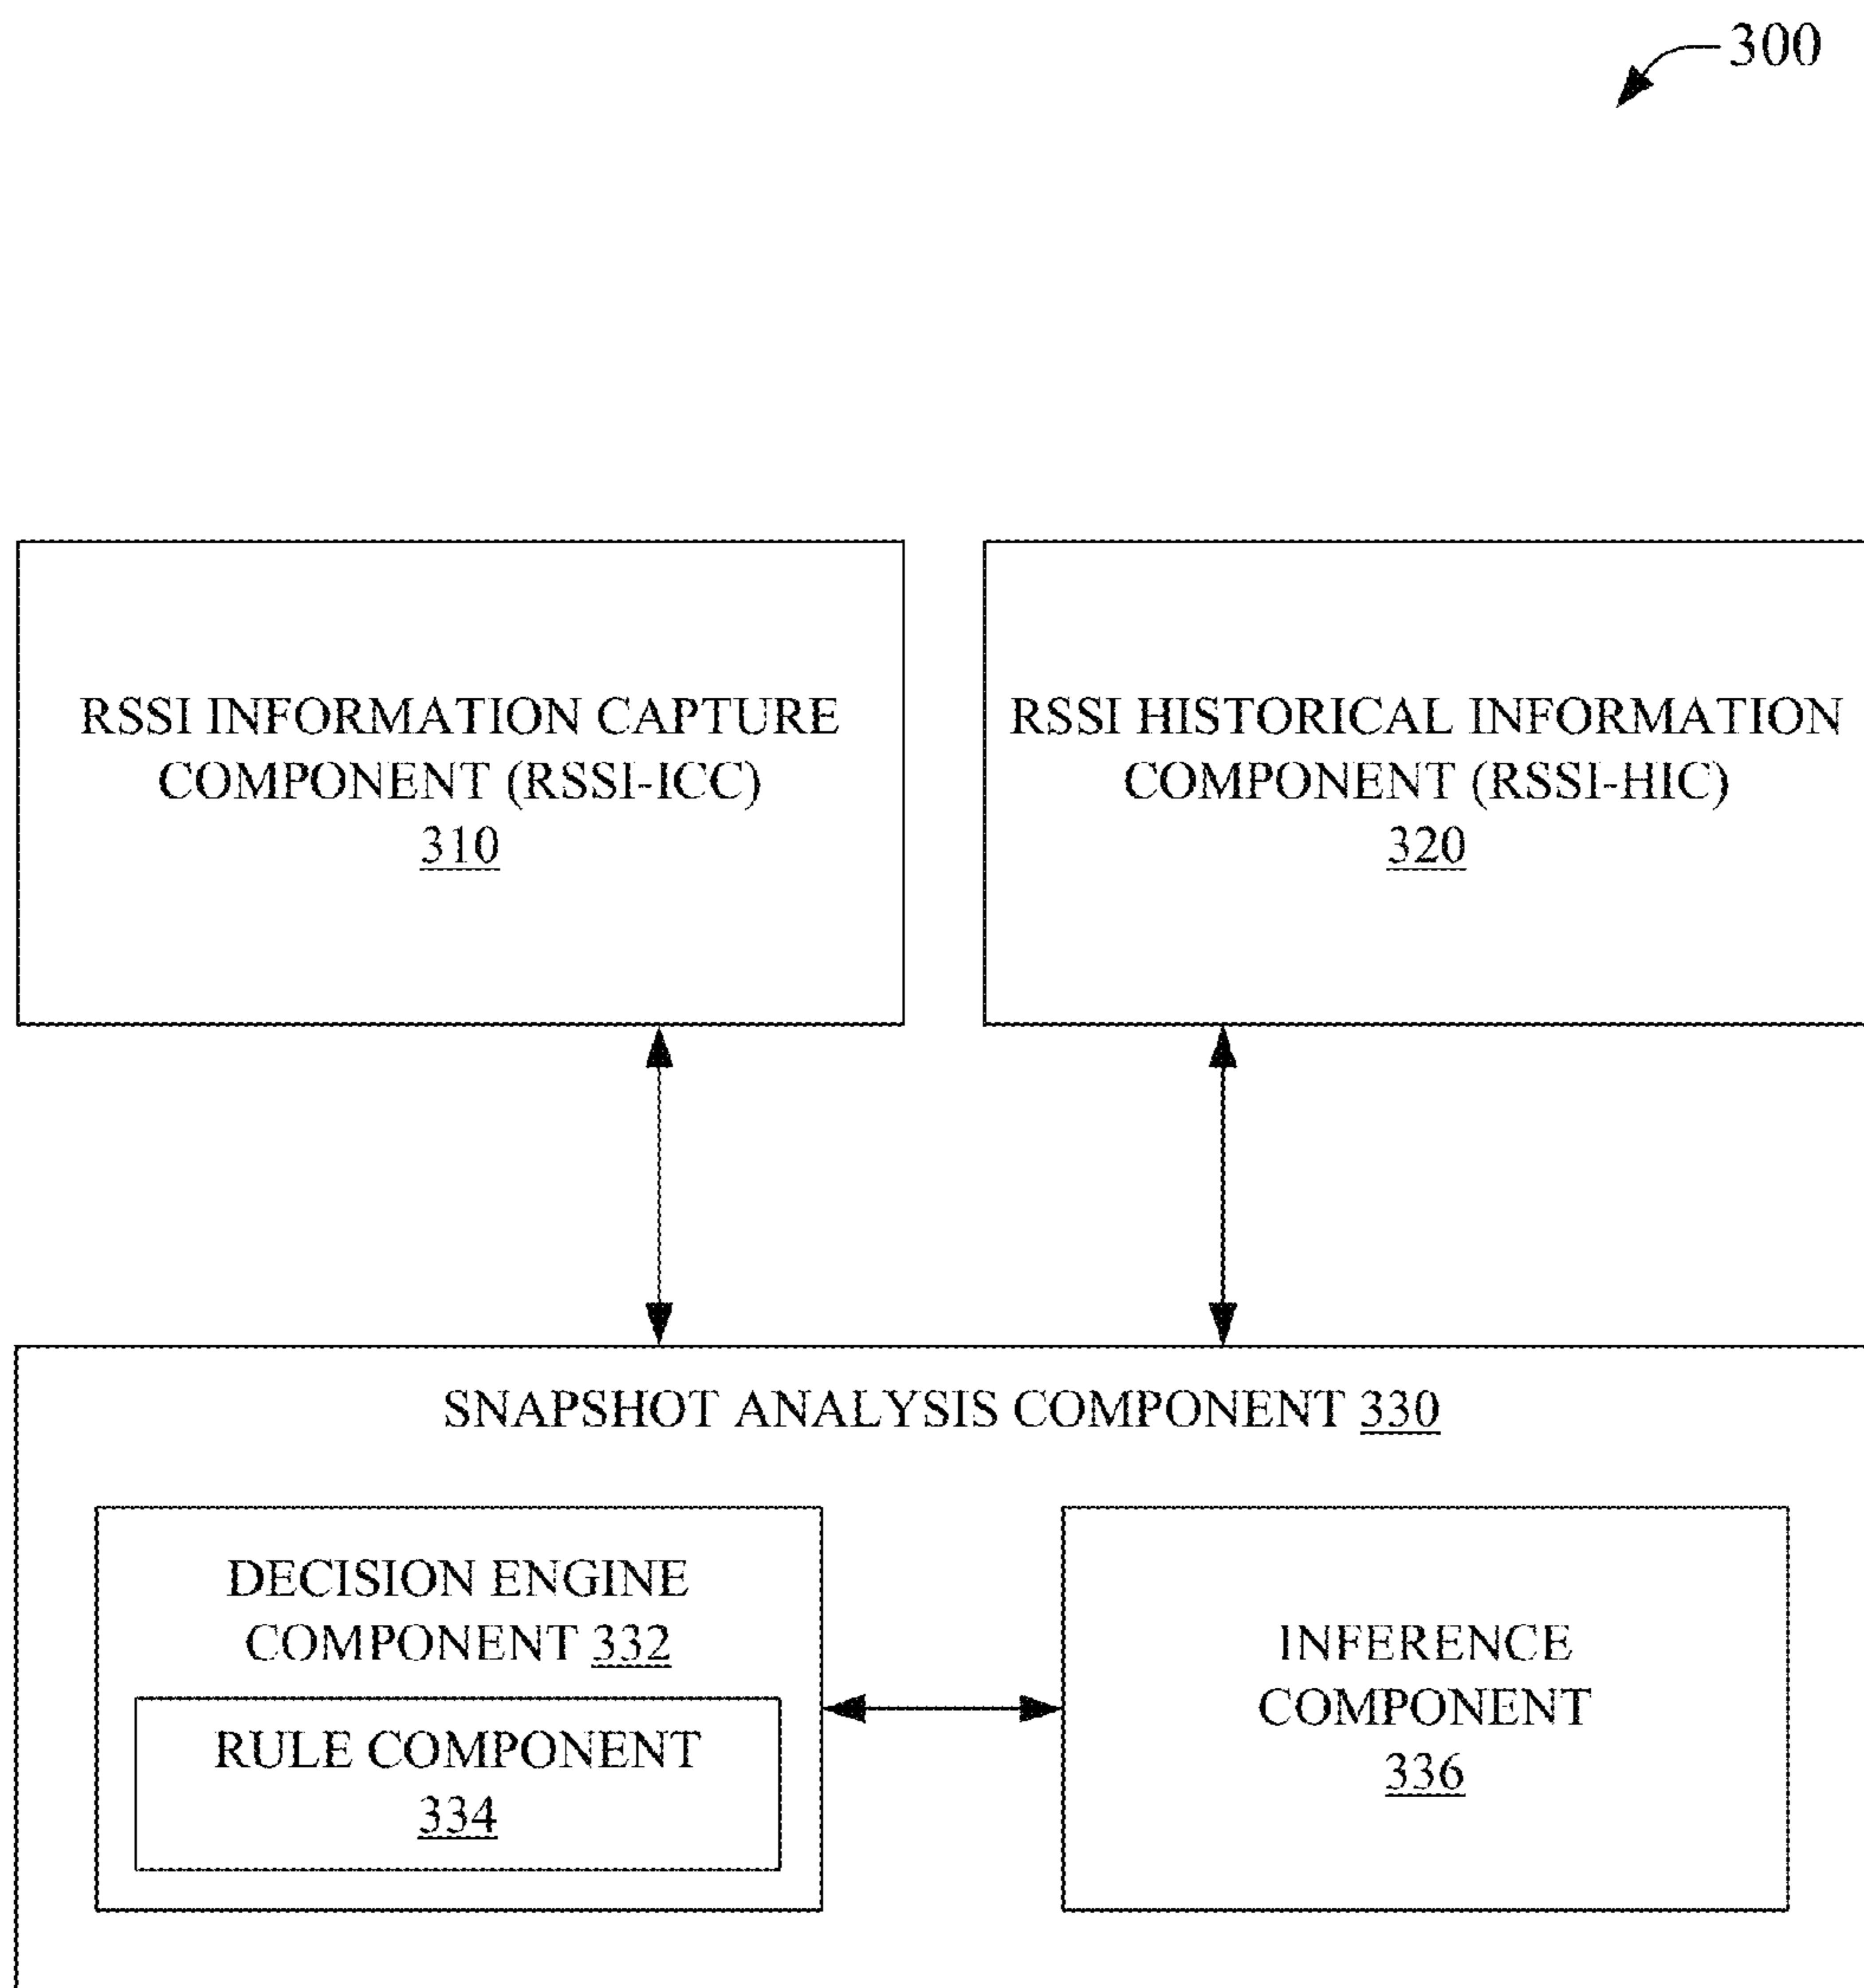 300
RSSI INFORMATION CAPTURE
COMPONENT (RSSI-ICC)
310
RSSI HISTORICAL INFORMATION
COMPONENT (RSSI-HIC)
320
SNAPSHOT ANALYSIS COMPONENT 330
DECISION ENGINE
COMPONENT 332
RULE COMPONENT
334
INFERENCE
COMPONENT
336